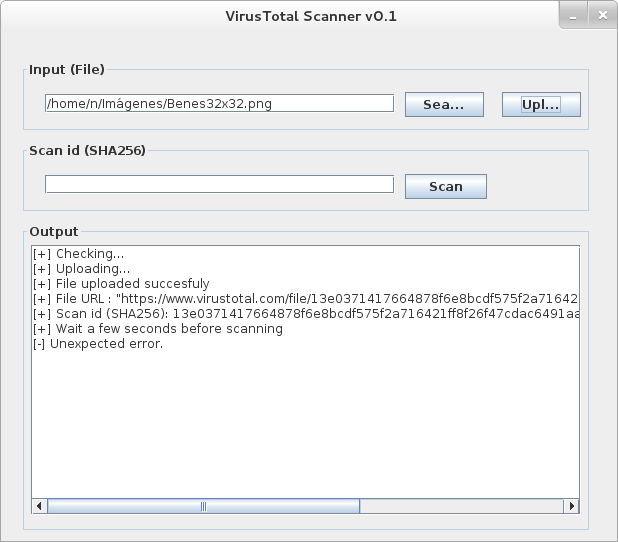 VirusTotal Scanner v0.1
Input (File)
/home/n/Imágenes/Benes32x32.png
Sea...
Upl...
Scan id (SHA256)
Scan
Output
[+] Checking...
[+] Uploading...
[+] File uploaded succesfuly
[+] File URL : "https://www.virustotal.com/file/13e0371417664878f6e8bcdf575f2a71642
[+] Scan id (SHA256): 13e0371417664878f6e8bcdf575f2a716421ff8f26f47cdac6491aa
[+] Wait a few seconds before scanning
[-] Unexpected error.